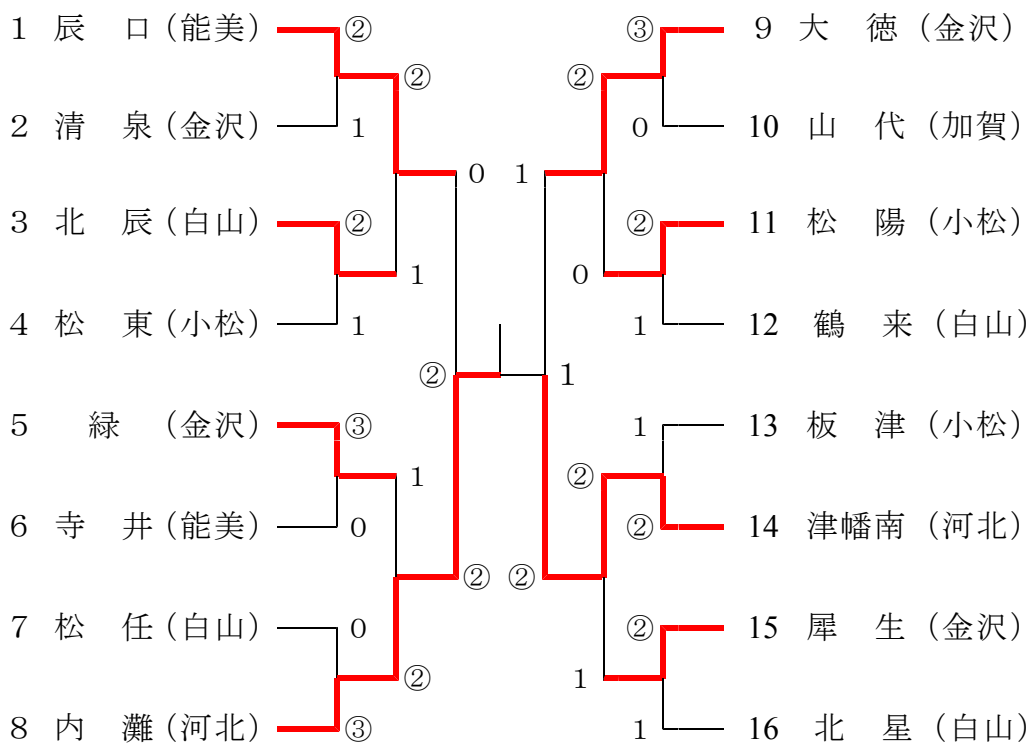 1 辰 口 (能美) ② ③ 9 大 徳 (金沢)
② ②
2 清 泉 (金沢) 1 0 10 山 代 (加賀)
0 1
3 北 辰 (白山) ② ② 11 松 陽 (小松)
1 0
4 松 東 (小松) 1 1 12 鶴 来 (白山)
② 1
5 緑 (金沢) ③ 1 13 板 津 (小松)
1 ②
6 寺 井 (能美) 0 ② 14 津幡南 (河北)
② ②
7 松 任 (白山) 0 ② 15 犀 生 (金沢)
② 1
8 内 灘 (河北) ③ 1 16 北 星 (白山)